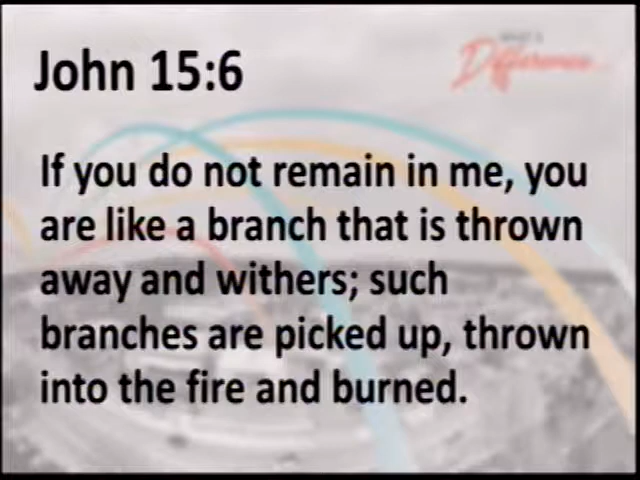 John 15:6
Difference...
If you do not remain in me, you
are like a branch that is thrown
away and withers; such
branches are picked up, thrown
into the fire and burned.